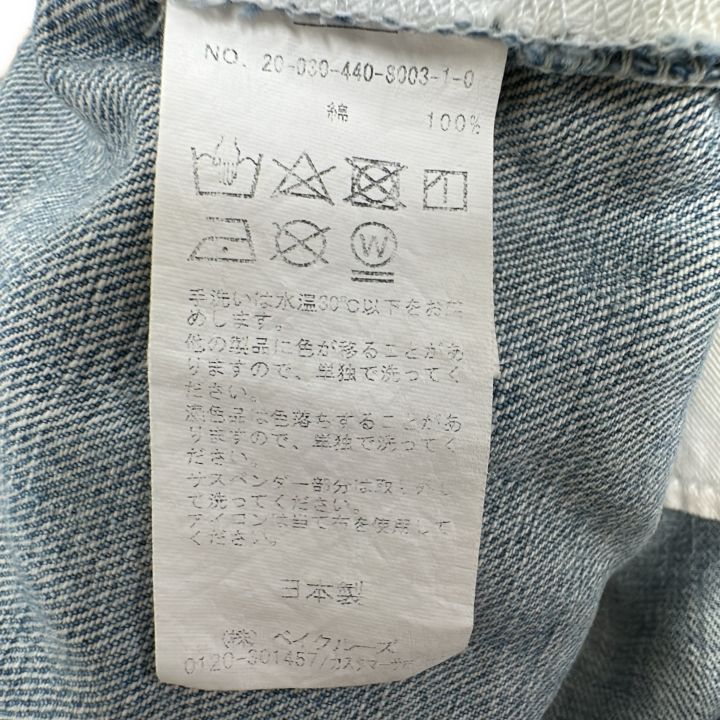 NO. 20-030-440-8003-1-0
綿 100%
W
手洗いは水温30℃以下をお勧
めします。
他の製品に色が移ることがあ
りますので、単独で洗ってく
ださい。
濃色品は色落ちすることがあ
りますので、単独で洗ってく
ださい。
サスペンダー部分は取り外し
て洗ってください。
アイロンは当て布を使用して
ください。
日本製
(株) ベイクルーズ
0120-301457/カスタマーサ